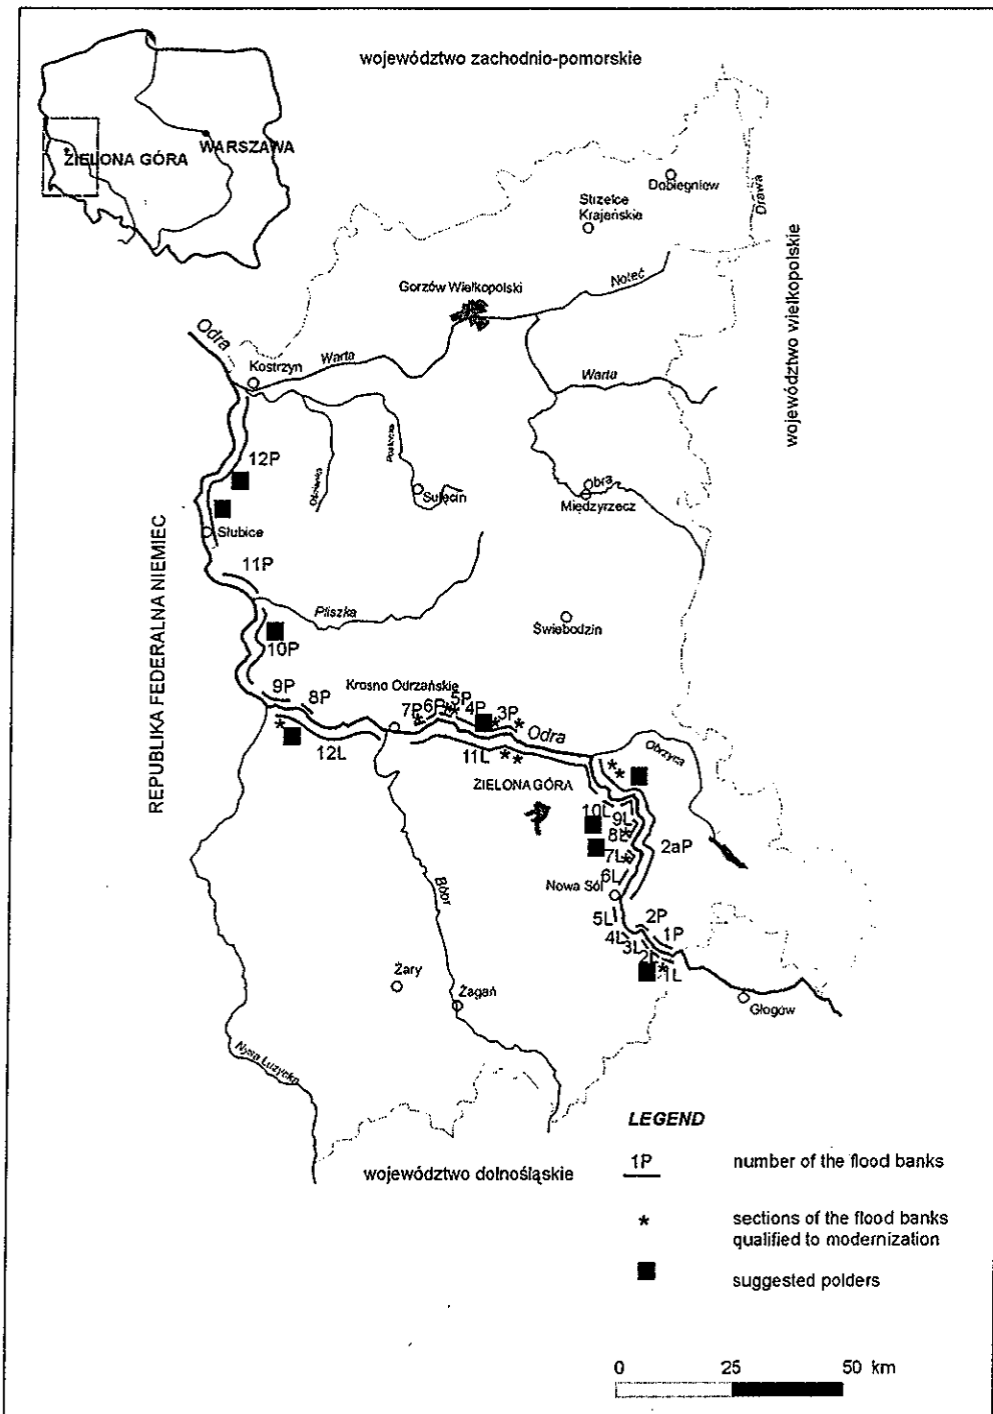 województwo zachodnio-pomorskie
WARSZAWA
ZIELONA GÓRA
Dobiegniew
Strzelce
Krajeńskie
Drawa
województwo wielkopolskie
Noteć
Gorzów Wielkopolski
Odra
Kostrzyn
Warta
Warta
12P
Ośnianka
Sulęcin
Obra
Międzyrzecz
Słubice
REPUBLIKA FEDERALNA NIEMIEC
11P
Pliszka
Świebodzin
10P
9P
8P
Krosno Odrzańskie
7P
6P
5P
4P
3P
Odra
12L
11L
Obrzyca
ZIELONA GÓRA
10L
9L
8L
7L
6L
2aP
Nowa Sól
5L
4L
3L
2L
1L
2P
1P
Bóbr
Żary
Żagań
Głogów
Nysa Łużycka
województwo dolnośląskie
LEGEND
1P number of the flood banks
* sections of the flood banks
qualified to modernization
suggested polders
0 25 50 km